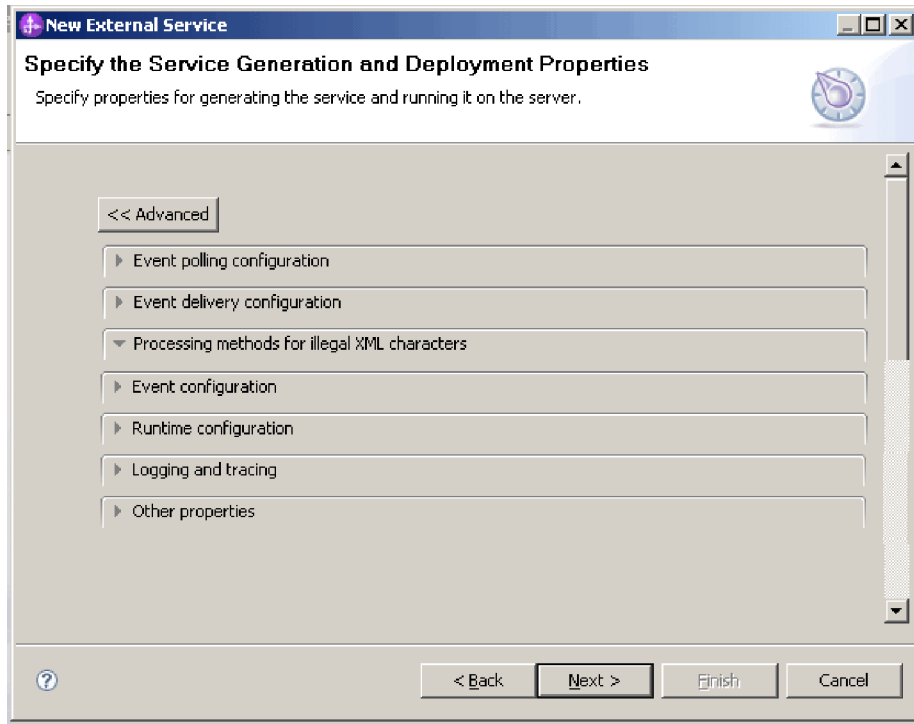 New External Service
Specify the Service Generation and Deployment Properties
Specify properties for generating the service and running it on the server.
<< Advanced
Event polling configuration
Event delivery configuration
Processing methods for illegal XML characters
Event configuration
Runtime configuration
Logging and tracing
Other properties
?
< Back
Next >
Finish
Cancel